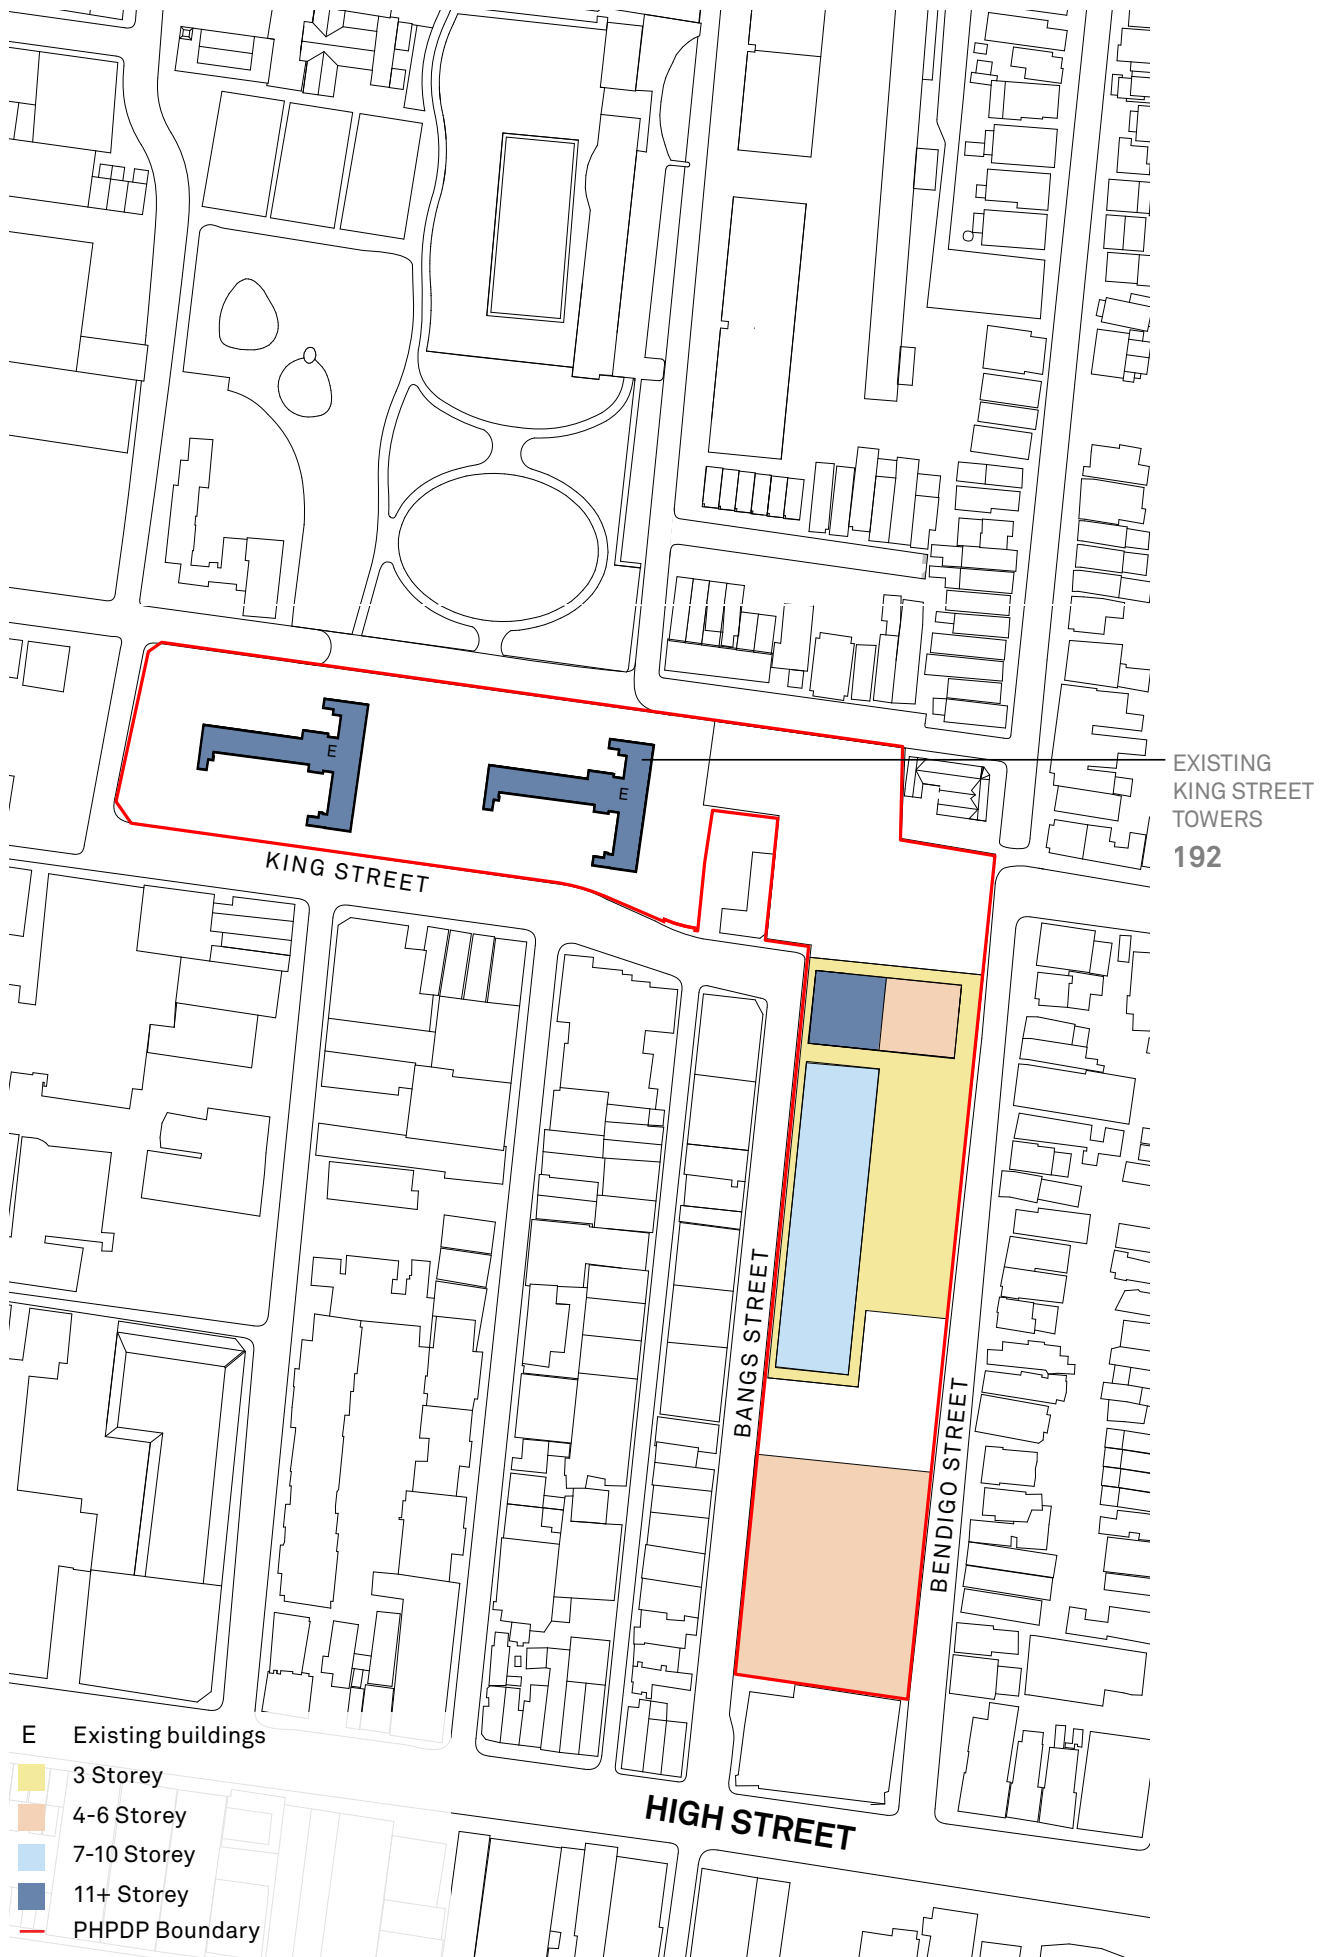 E
E
EXISTING
KING STREET
TOWERS
192
KING STREET
BANGS STREET
BENDIGO STREET
HIGH STREET
E Existing buildings
3 Storey
4-6 Storey
7-10 Storey
11+ Storey
PHPDP Boundary